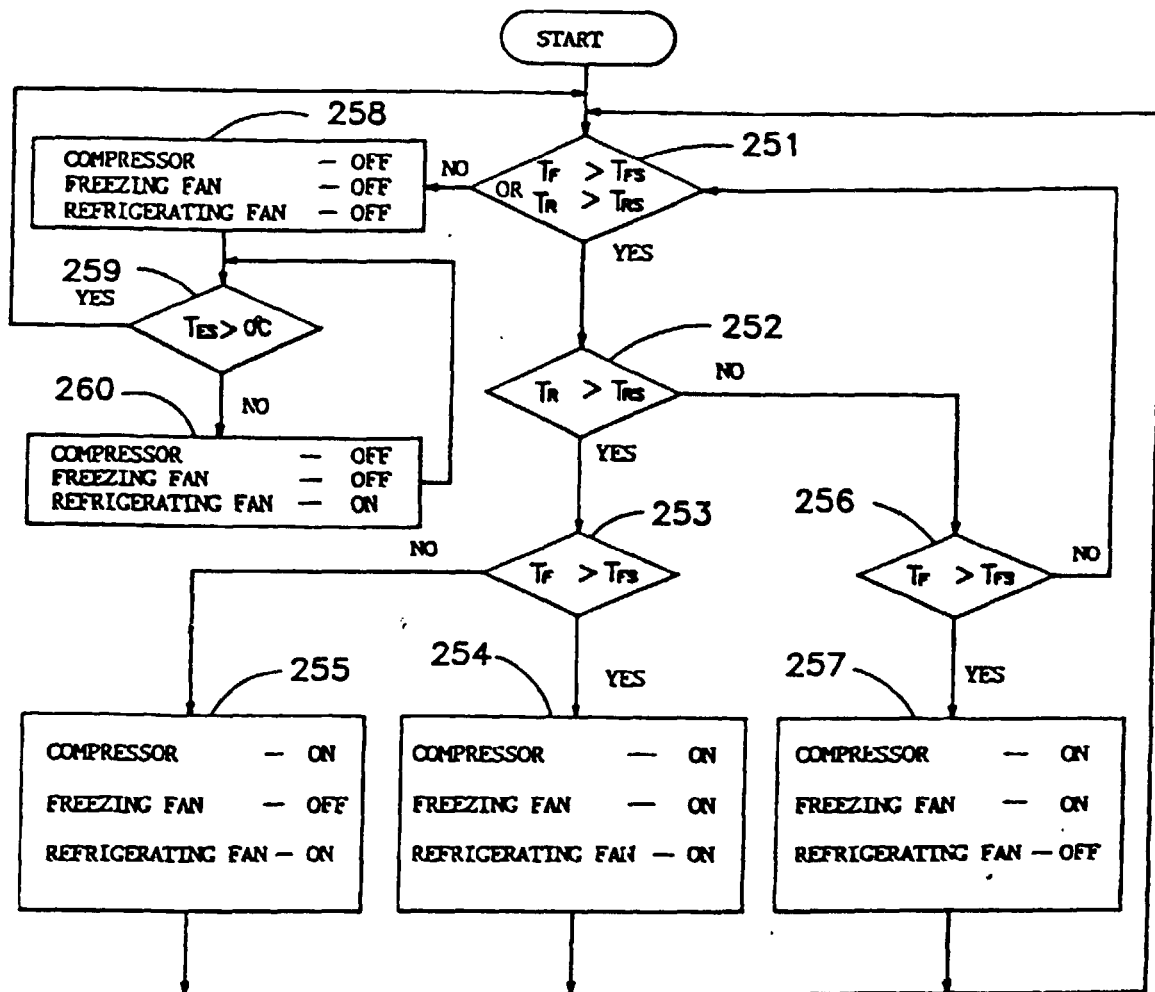 START
258
COMPRESSOR — OFF
FREEZING FAN — OFF
REFRIGERATING FAN — OFF
NO
OR
TF > TFS
TR > TRS
251
YES
259
YES
TES > 0°C
NO
260
COMPRESSOR — OFF
FREEZING FAN — OFF
REFRIGERATING FAN — ON
252
TR > TRS
NO
YES
253
NO
TF > TFS
256
TF > TFS
NO
255
254
YES
257
YES
COMPRESSOR — ON
FREEZING FAN — OFF
REFRIGERATING FAN — ON
COMPRESSOR — ON
FREEZING FAN — ON
REFRIGERATING FAN — ON
COMPRESSOR — ON
FREEZING FAN — ON
REFRIGERATING FAN — OFF